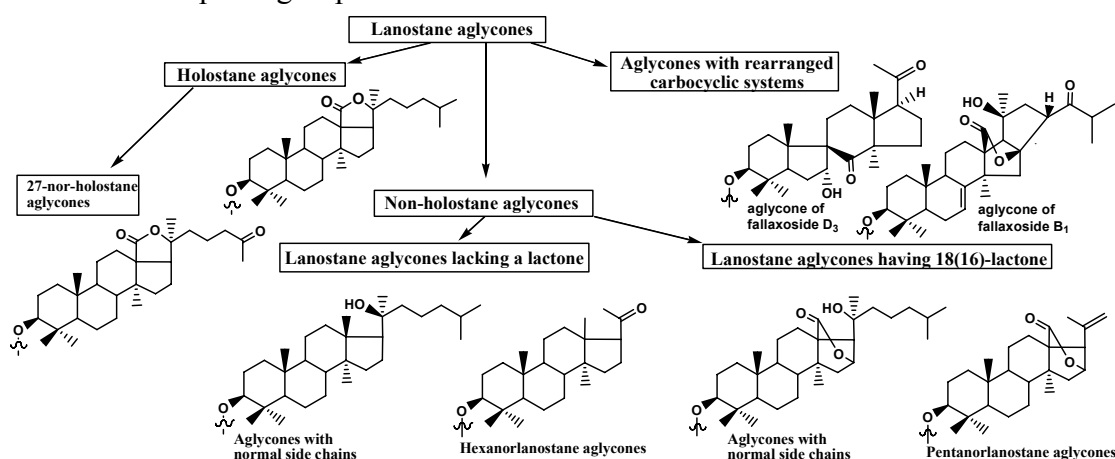 Lanostane aglycones
Holostane aglycones
Aglycones with rearranged
carbocyclic systems
27-nor-holostane
aglycones
Non-holostane aglycones
Lanostane aglycones lacking a lactone
Lanostane aglycones having 18(16)-lactone
aglycone of
fallaxoside D3
aglycone of
fallaxoside B1
O
O
O
O
O
O
O
H
O
OH
O
HO
H
O
O
O
O
HO
O
O
O
O
OH
O
O
O
O
O
Aglycones with
normal side chains
Hexanorlanostane aglycones
Aglycones with
normal side chains
Pentanorlanostane aglycones